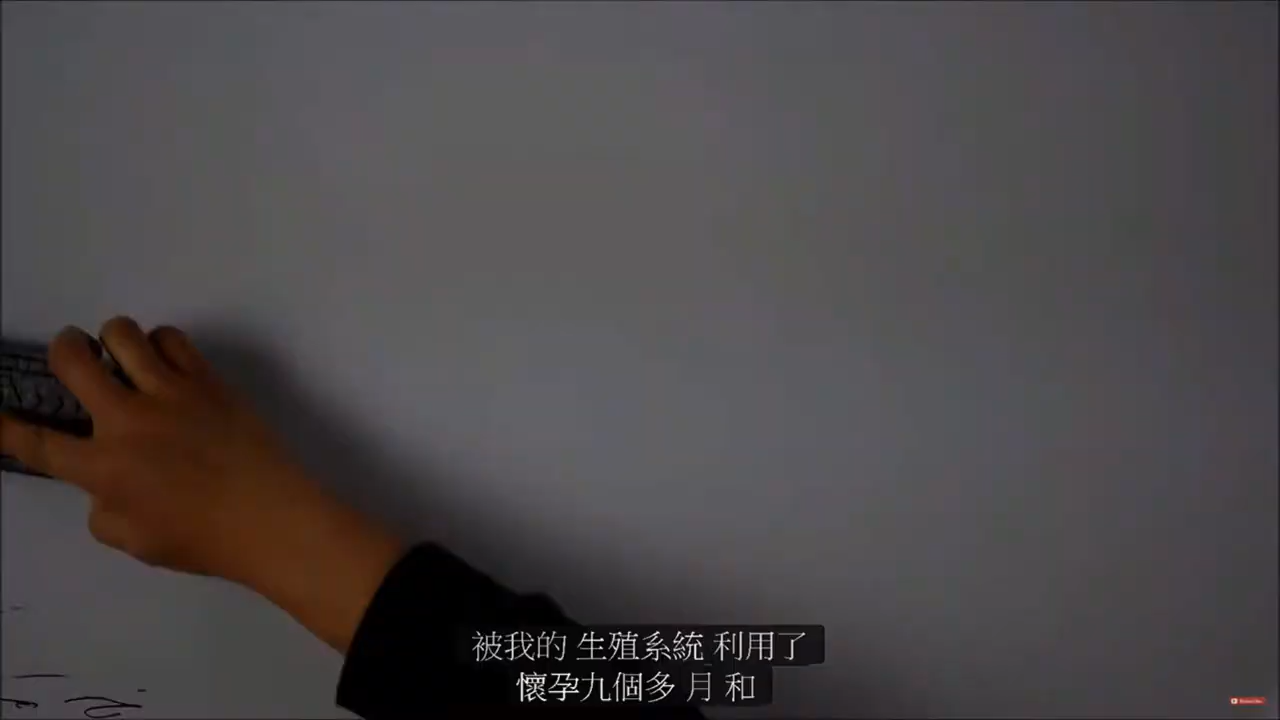 被我的 生殖系統 利用了
懷孕九個多 月 和